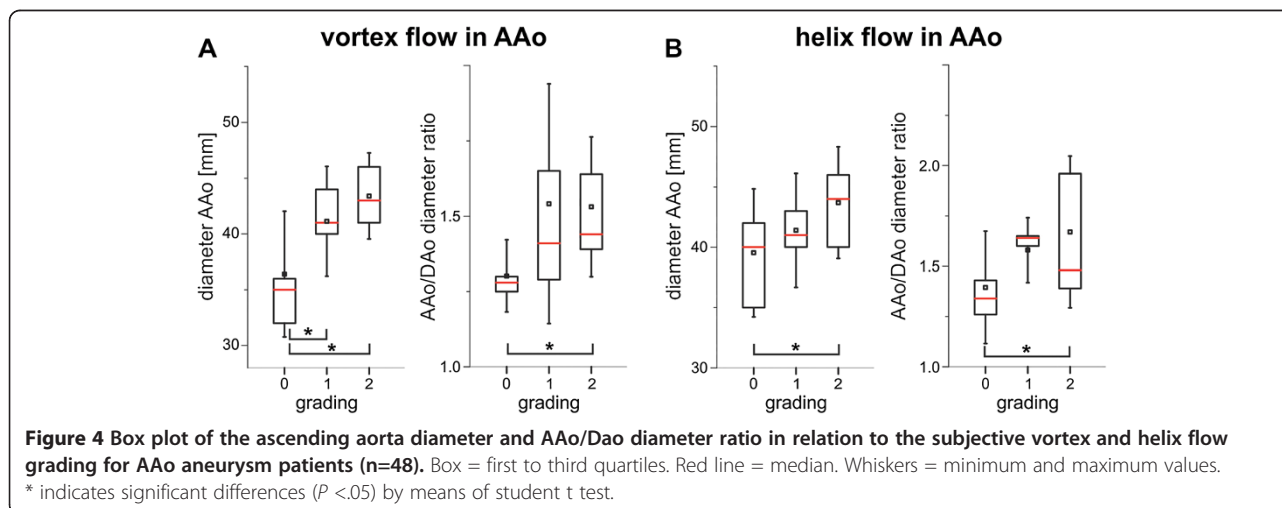 A vortex flow in AAo
B helix flow in AAo
diameter AAo [mm]
50
40
30
0 1 2
grading
* 
*
AAo/DAo diameter ratio
1.5
1.0
0 1 2
grading
*
diameter AAo [mm]
50
40
30
0 1 2
grading
*
AAo/DAo diameter ratio
2.0
1.5
1.0
0 1 2
grading
*
Figure 4 Box plot of the ascending aorta diameter and AAo/Dao diameter ratio in relation to the subjective vortex and helix flow
grading for AAo aneurysm patients (n=48). Box = first to third quartiles. Red line = median. Whiskers = minimum and maximum values.
* indicates significant differences (P <.05) by means of student t test.